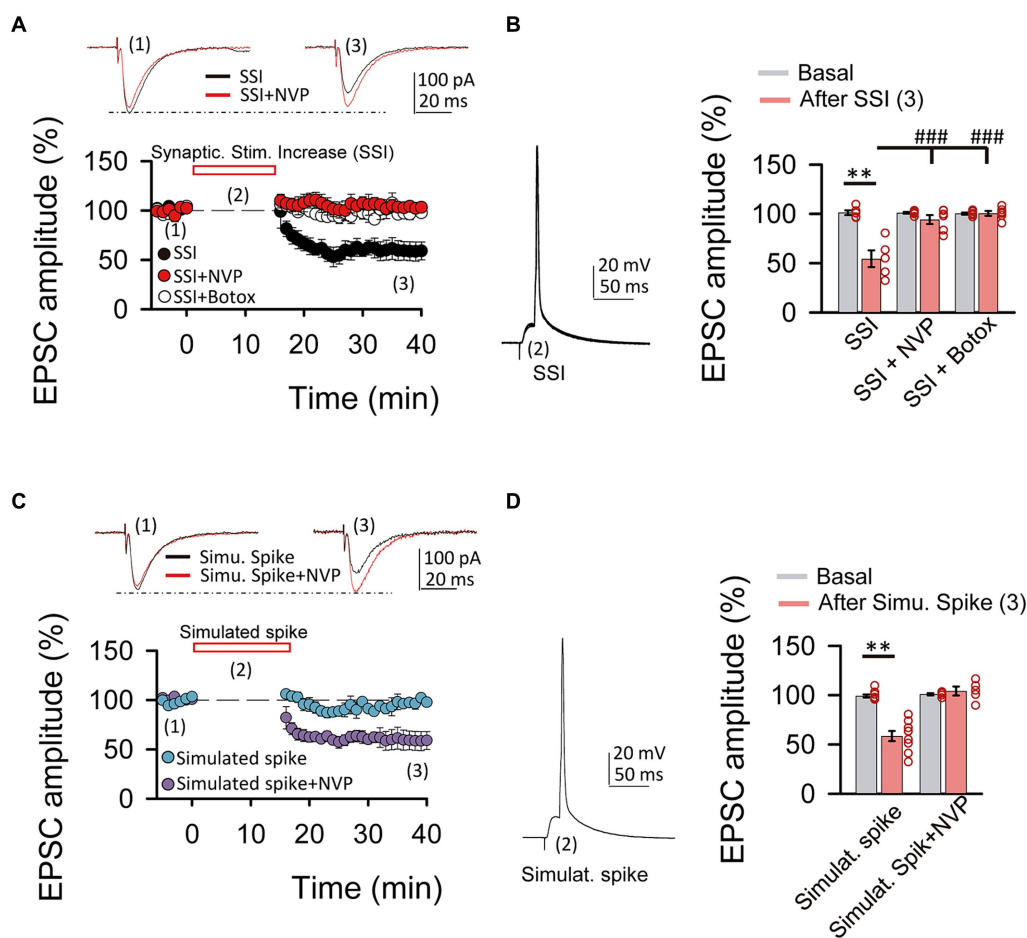 A
(1)
(3)
SSI
SSI+NVP
100 pA
20 ms
EPSC amplitude (%)
150
100
50
0
Synaptic. Stim. Increase (SSI)
(2)
(1)
SSI
SSI+NVP
SSI+Botox
(3)
0
10
20
30
40
Time (min)
B
20 mV
50 ms
(2)
SSI
Basal
After SSI (3)
EPSC amplitude (%)
150
100
50
0
**
###
###
SSI
SSI + NVP
SSI + Botox
C
(1)
(3)
Simu. Spike
Simu. Spike+NVP
100 pA
20 ms
EPSC amplitude (%)
150
100
50
0
Simulated spike
(2)
(1)
Simulated spike
Simulated spike+NVP
(3)
0
10
20
30
40
Time (min)
D
20 mV
50 ms
(2)
Simulat. spike
Basal
After Simu. Spike (3)
EPSC amplitude (%)
150
100
50
0
**
Simulat. spike
Simulat. Spik+NVP